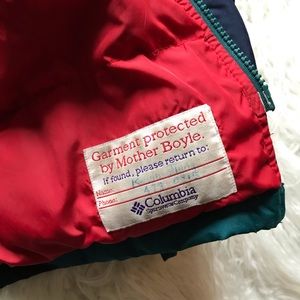 Garment protected
by Mother Boyle.
If found, please return to:
Name:
Phone:
Columbia
Sportswear Company